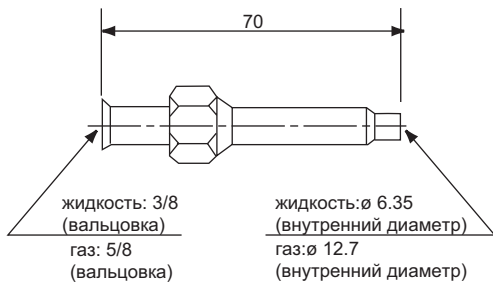 70
жидкость: 3/8
(вальцовка)
газ: 5/8
(вальцовка)
жидкость:ø 6.35
(внутренний диаметр)
газ:ø 12.7
(внутренний диаметр)